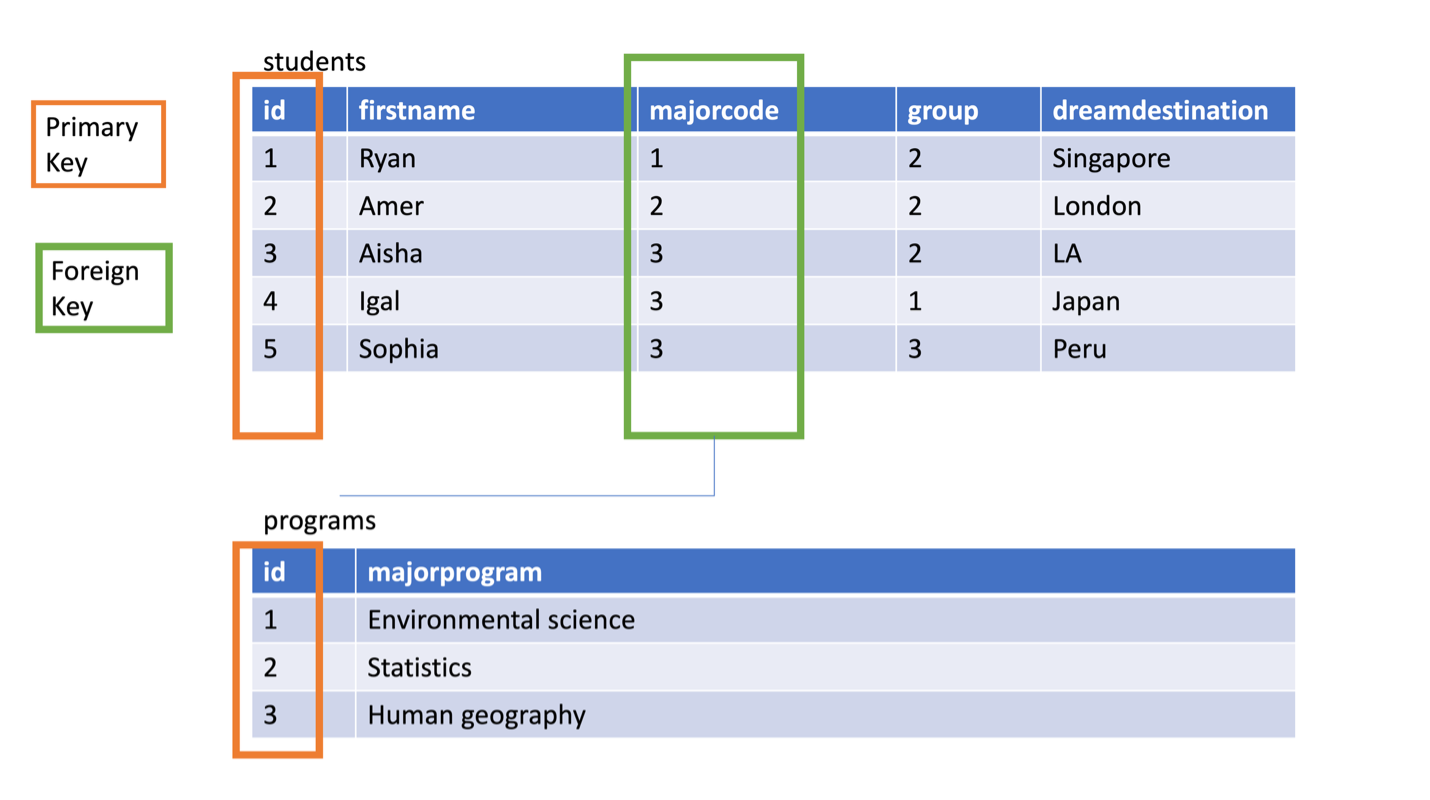 students
Primary
Key
Foreign
Key
id firstname majorcode group dreamdestination
1 Ryan 1 2 Singapore
2 Amer 2 2 London
3 Aisha 3 2 LA
4 Igal 3 1 Japan
5 Sophia 3 3 Peru
programs
id majorprogram
1 Environmental science
2 Statistics
3 Human geography